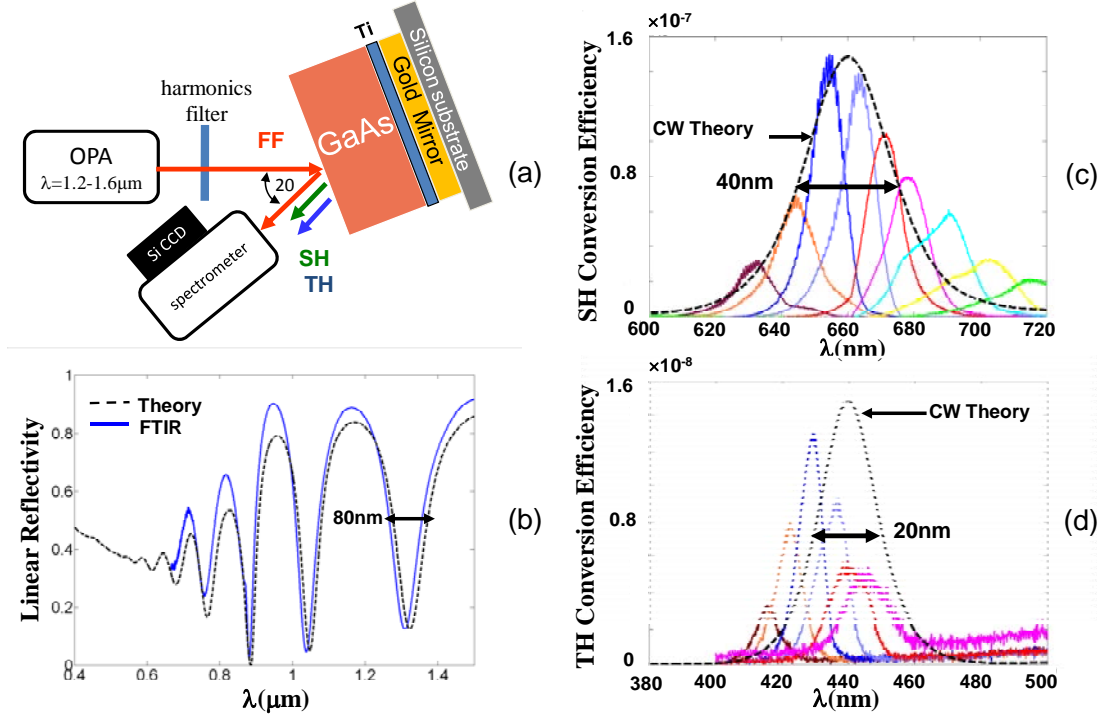 Silicon substrate
Ti
Gold Mirror
GaAs
harmonics
filter
FF
OPA
λ=1.2-1.6μm
20
(a)
Si CCD
spectrometer
SH
TH
×10⁻⁷
1.6
0.8
0
SH Conversion Efficiency
CW Theory
40nm
(c)
600 620 640 660 680 700 720
λ(nm)
1
0.8
0.6
0.4
0.2
0
Linear Reflectivity
Theory
FTIR
80nm
(b)
0.4 0.6 0.8 1 1.2 1.4
λ(μm)
×10⁻⁸
1.6
0.8
0
TH Conversion Efficiency
CW Theory
20nm
(d)
380 400 420 440 460 480 500
λ(nm)